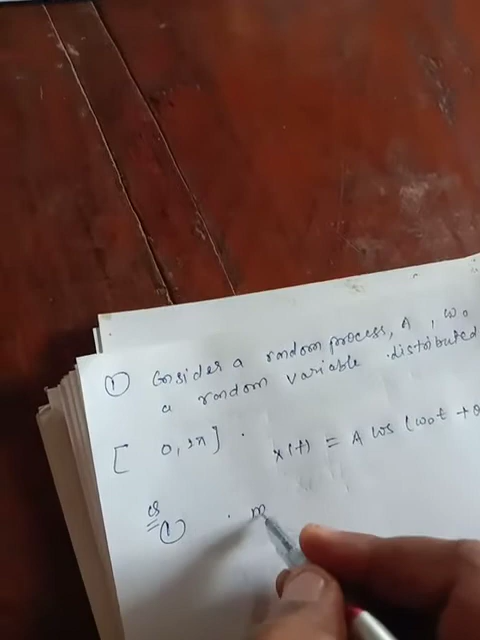 ① Consider a random process, A, ω₀
a random variable distributed
[ 0, 2π ] .
x(t) = A cos (ω₀t + θ
① . m